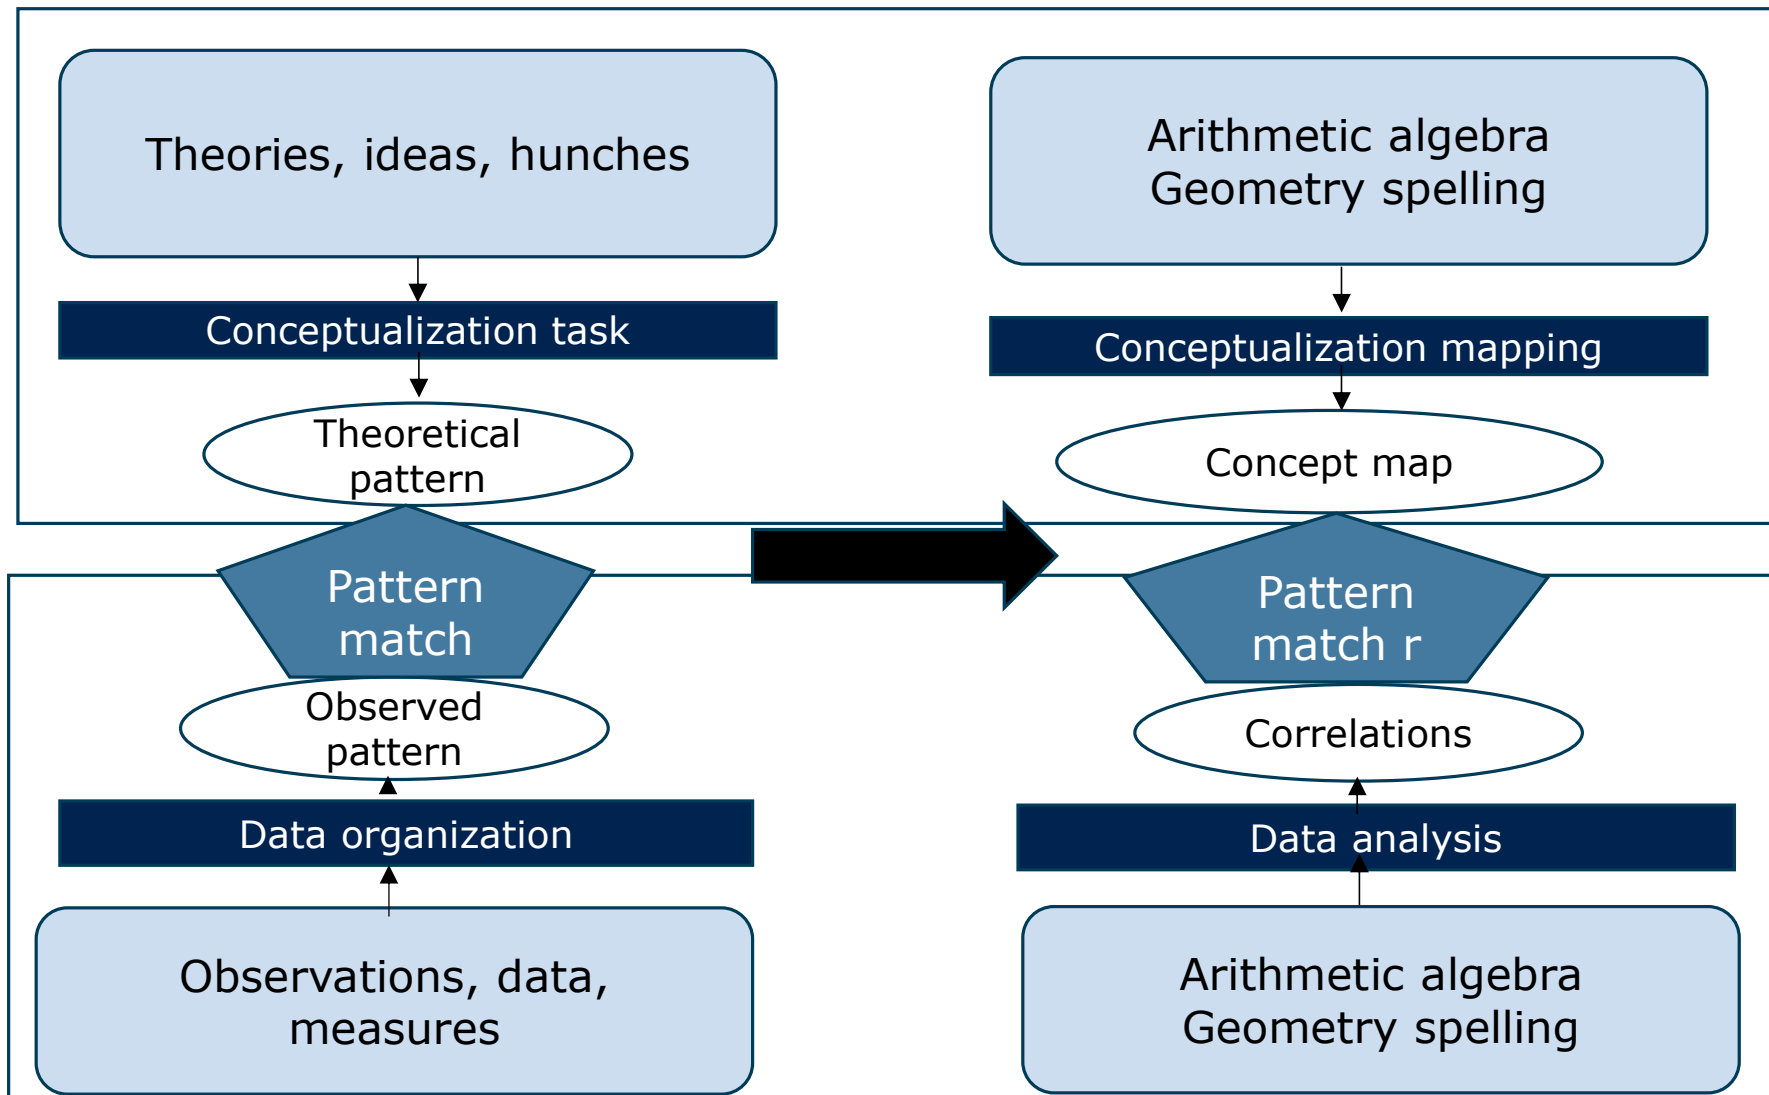 Theories, ideas, hunches
Conceptualization task
Theoretical
pattern
Pattern
match
Observed
pattern
Data organization
Observations, data,
measures
Arithmetic algebra
Geometry spelling
Conceptualization mapping
Concept map
Pattern
match r
Correlations
Data analysis
Arithmetic algebra
Geometry spelling